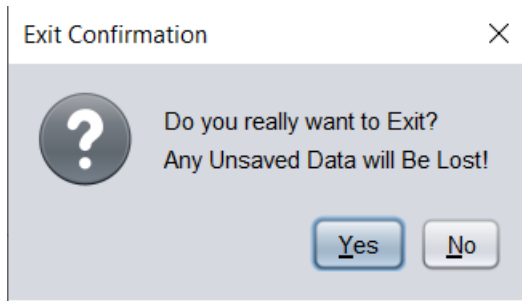 Exit Confirmation
?
Do you really want to Exit?
Any Unsaved Data will Be Lost!
Yes No